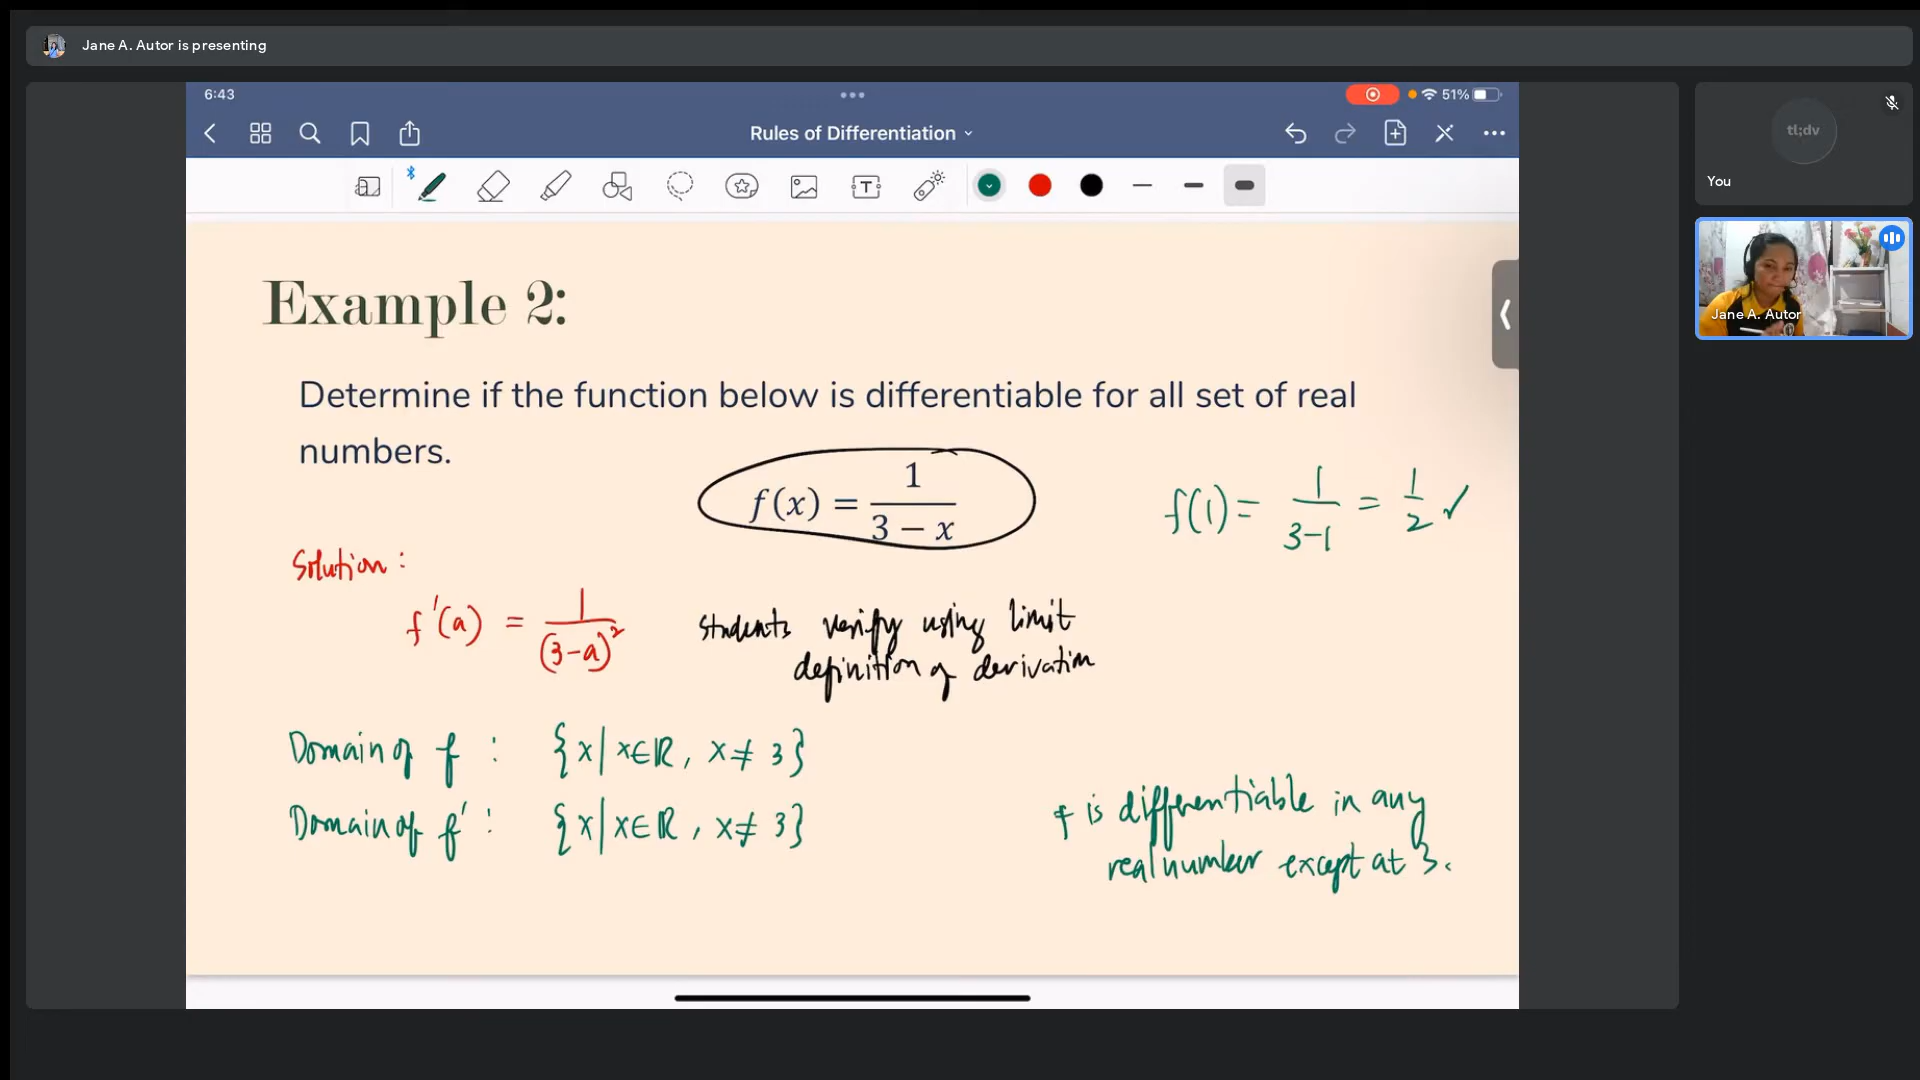 Jane A. Autor is presenting
6:43
51%
Rules of Differentiation
T
tl;dv
You
Jane A. Autor
Example 2:
Determine if the function below is differentiable for all set of real
numbers.
f(x) = 1/(3 − x)
f(1) = 1/(3−1) = 1/2 ✓
Solution :
f'(a) = 1/(3−a)²
students verify using limit
definition of derivation
Domain of f : {x | x∈ℝ, x ≠ 3}
Domain of f' : {x | x∈ℝ, x ≠ 3}
f is differentiable in any
real number except at 3.